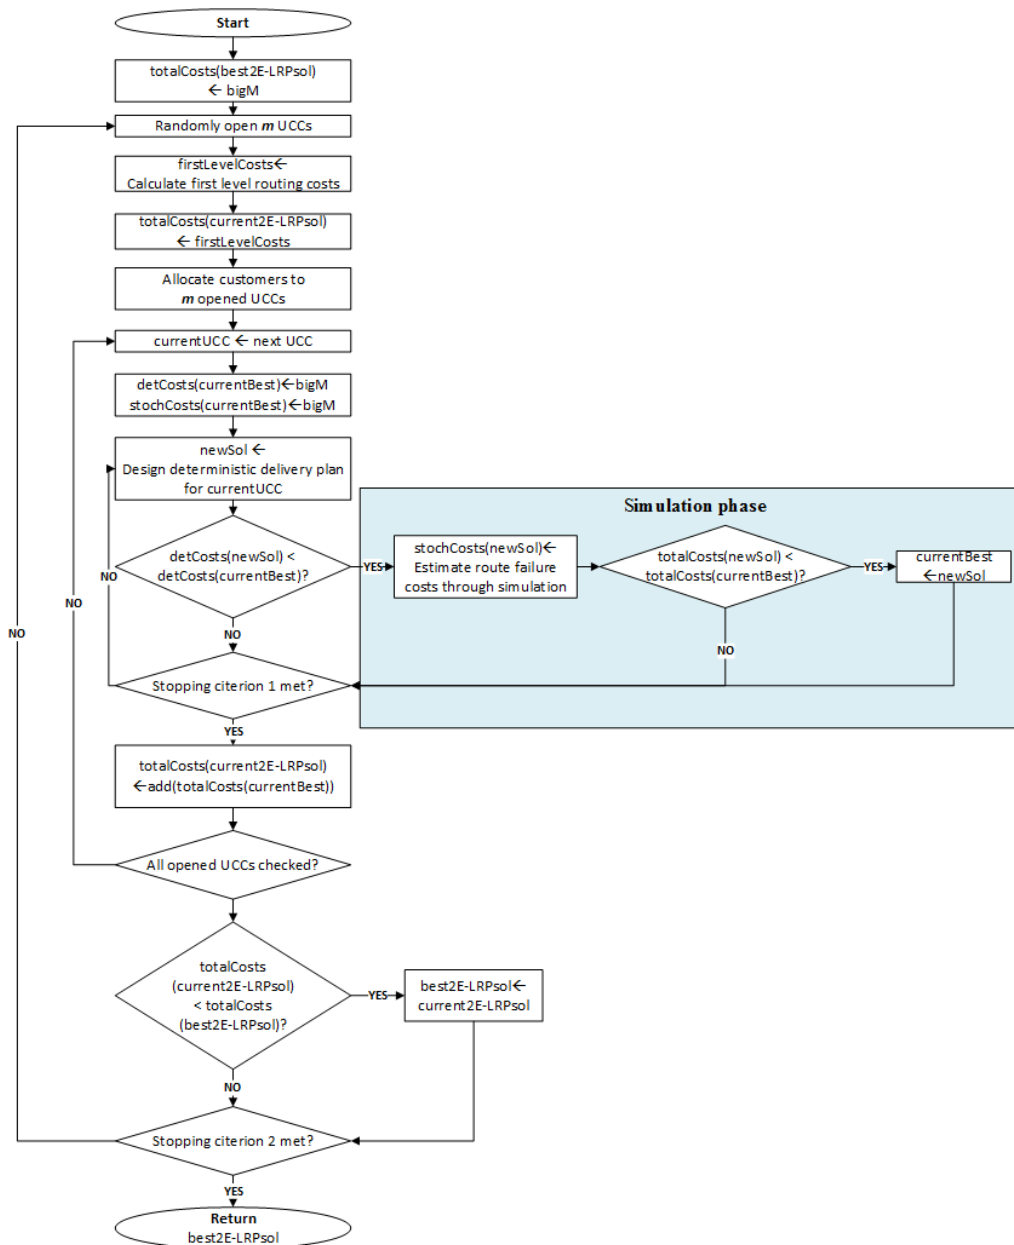 Start
totalCosts(best2E-LRPsol)
← bigM
Randomly open m UCCs
firstLevelCosts←
Calculate first level routing costs
totalCosts(current2E-LRPsol)
← firstLevelCosts
Allocate customers to
m opened UCCs
currentUCC ← next UCC
detCosts(currentBest)←bigM
stochCosts(currentBest)←bigM
newSol ←
Design deterministic delivery plan
for currentUCC
Simulation phase
detCosts(newSol) <
detCosts(currentBest)?
YES
stochCosts(newSol)←
Estimate route failure
costs through simulation
totalCosts(newSol) <
totalCosts(currentBest)?
YES
currentBest
←newSol
NO
NO
NO
NO
NO
Stopping citerion 1 met?
YES
totalCosts(current2E-LRPsol)
←add(totalCosts(currentBest))
All opened UCCs checked?
totalCosts
(current2E-LRPsol)
< totalCosts
(best2E-LRPsol)?
YES
best2E-LRPsol←
current2E-LRPsol
NO
Stopping citerion 2 met?
YES
Return
best2E-LRPsol